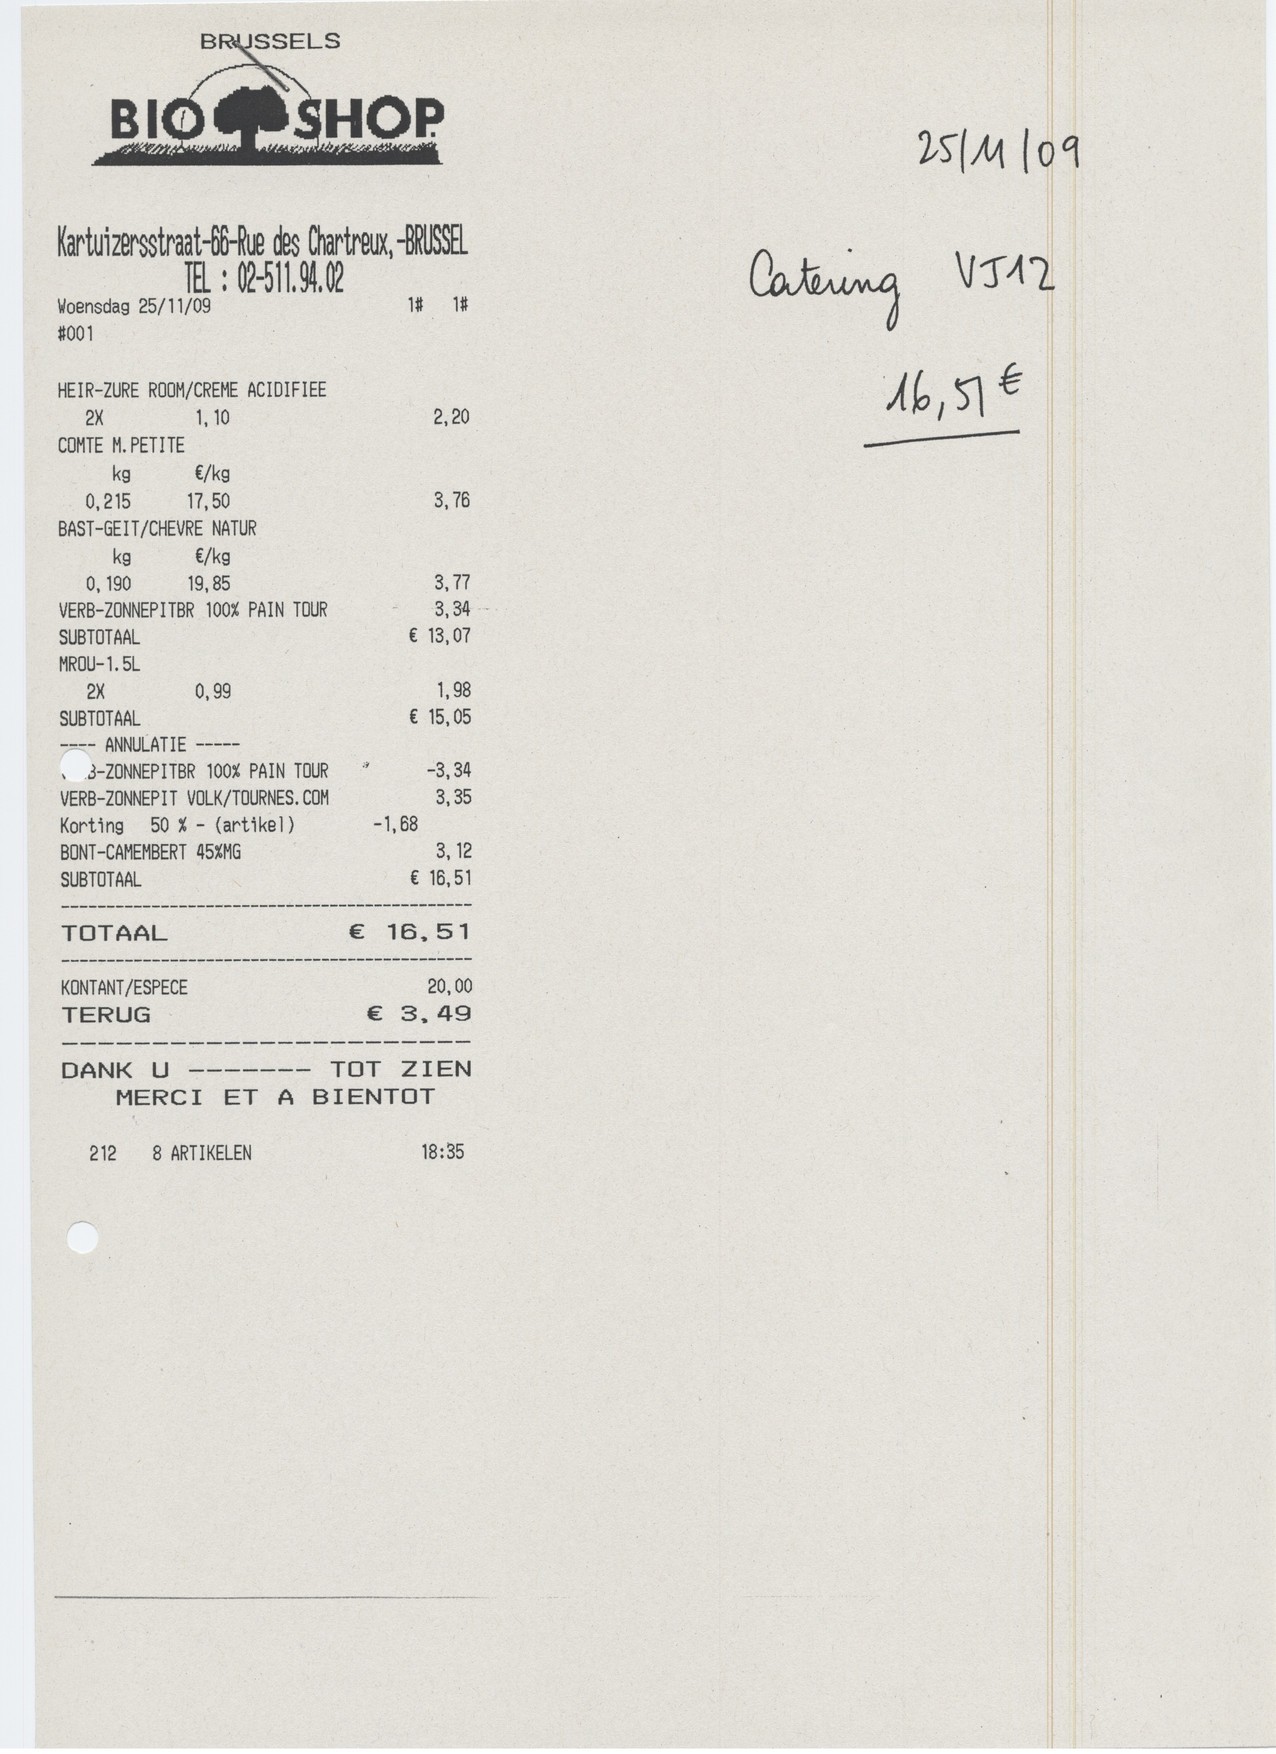 BRUSSELS
BIO SHOP.
Kartuizersstraat-66-Rue des Chartreux,-BRUSSEL
TEL : 02-511.94.02
Woensdag 25/11/09 1# 1#
#001
HEIR-ZURE ROOM/CREME ACIDIFIEE
2X 1,10 2,20
COMTE M.PETITE
kg €/kg
0,215 17,50 3,76
BAST-GEIT/CHEVRE NATUR
kg €/kg
0,190 19,85 3,77
VERB-ZONNEPITBR 100% PAIN TOUR 3,34
SUBTOTAAL € 13,07
MROU-1.5L
2X 0,99 1,98
SUBTOTAAL € 15,05
---- ANNULATIE -----
B-ZONNEPITBR 100% PAIN TOUR -3,34
VERB-ZONNEPIT VOLK/TOURNES.COM 3,35
Korting 50 % - (artikel) -1,68
BONT-CAMEMBERT 45%MG 3,12
SUBTOTAAL € 16,51
TOTAAL € 16,51
KONTANT/ESPECE 20,00
TERUG € 3,49
DANK U ------- TOT ZIEN
MERCI ET A BIENTOT
212 8 ARTIKELEN 18:35
25/11/09
Catering VJ12
16,51 €